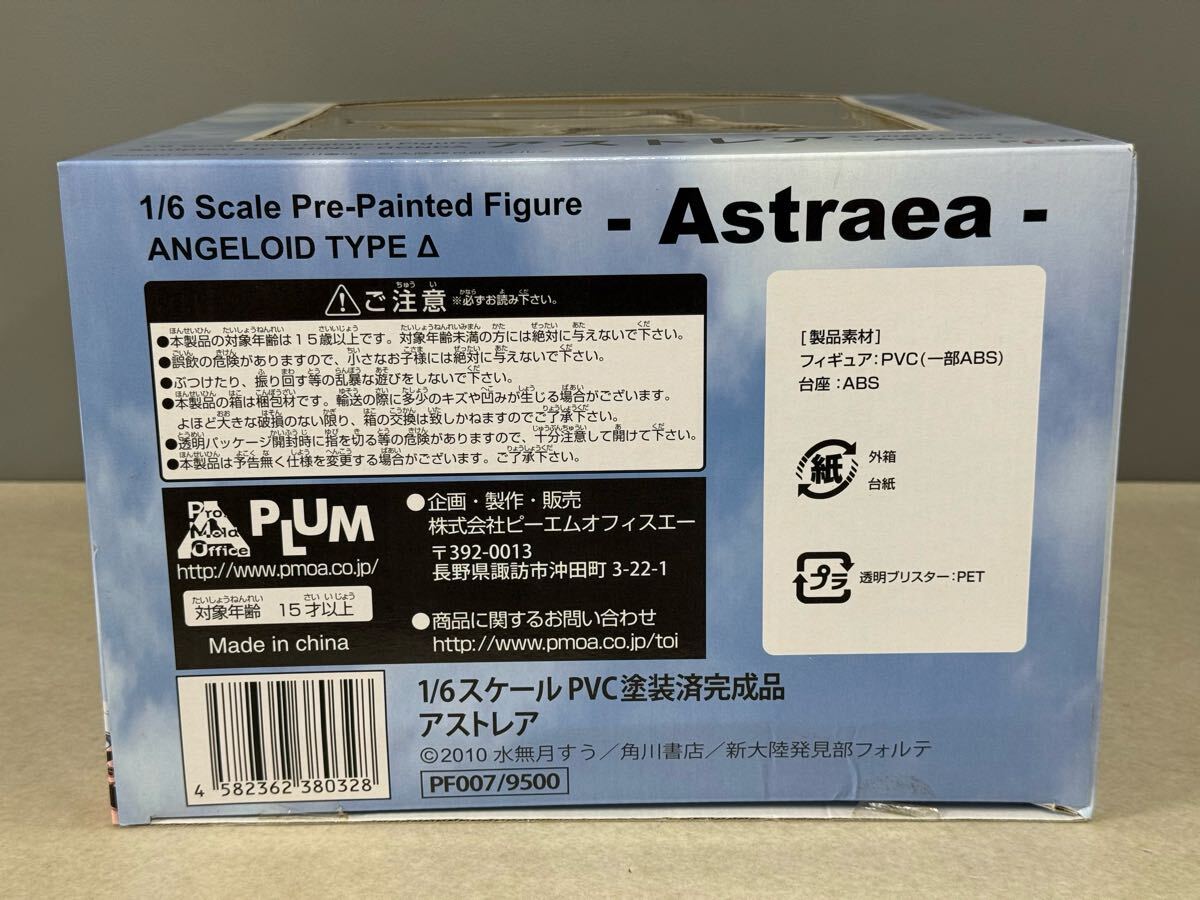 アストレア
1/6 Scale Pre-Painted Figure
ANGELOID TYPE Δ
- Astraea -
ご注意 ※必ずお読み下さい。
●本製品の対象年齢は15歳以上です。対象年齢未満の方には絶対に与えないで下さい。
●誤飲の危険がありますので、小さなお子様には絶対に与えないで下さい。
●ぶつけたり、振り回す等の乱暴な遊びをしないで下さい。
●本製品の箱は梱包材です。輸送の際に多少のキズや凹みが生じる場合がございます。
よほど大きな破損のない限り、箱の交換は致しかねますのでご了承下さい。
●透明パッケージ開封時に指を切る等の危険がありますので、十分注意して開けて下さい。
●本製品は予告無く仕様を変更する場合がございます。ご了承下さい。
[製品素材]
フィギュア:PVC(一部ABS)
台座:ABS
紙
外箱
台紙
プラ
透明ブリスター:PET
Pro
Mold
Office
PLUM
http://www.pmoa.co.jp/
対象年齢 15才以上
Made in china
●企画・製作・販売
株式会社ピーエムオフィスエー
〒392-0013
長野県諏訪市沖田町 3-22-1
●商品に関するお問い合わせ
http://www.pmoa.co.jp/toi
4 582362 380328
1/6スケール PVC塗装済完成品
アストレア
©2010 水無月すう／角川書店／新大陸発見部フォルテ
PF007/9500